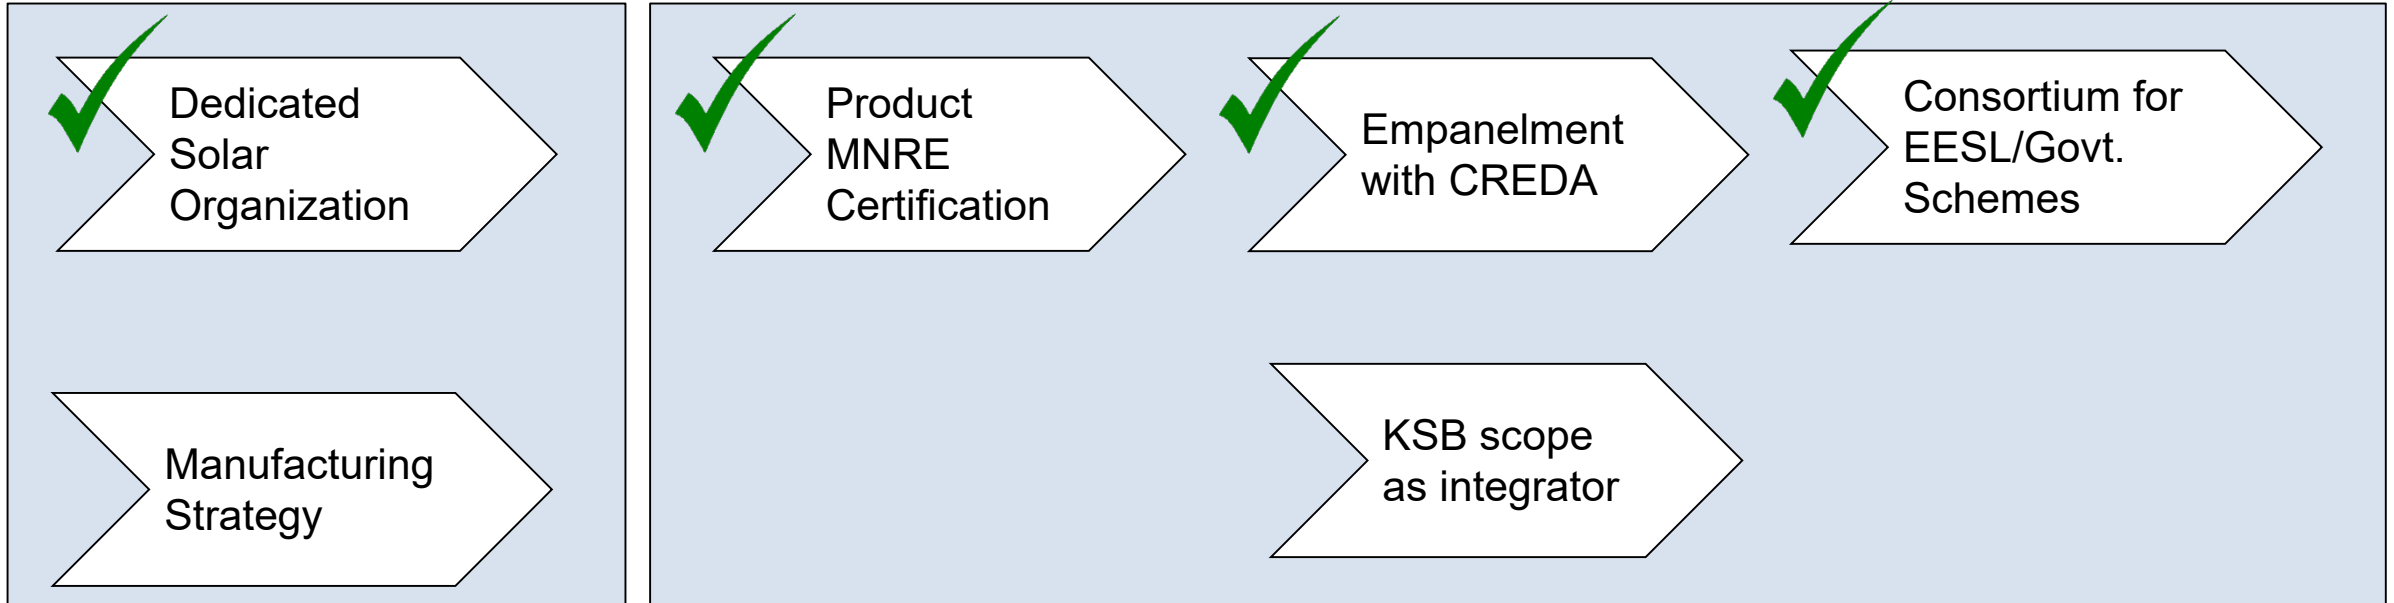 Dedicated
Solar
Organization
Manufacturing
Strategy
Product
MNRE
Certification
Empanelment
with CREDA
Consortium for
EESL/Govt.
Schemes
KSB scope
as integrator